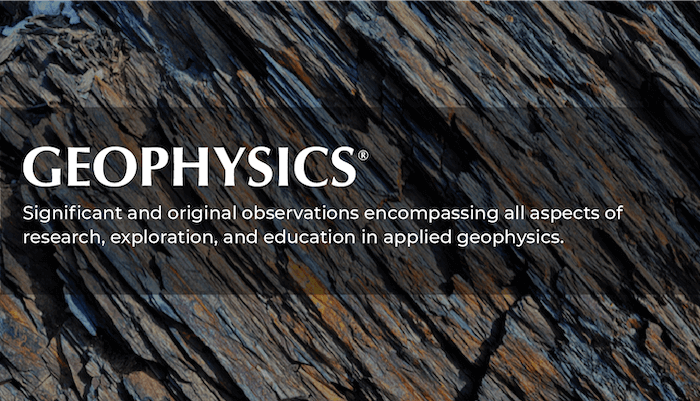 GEOPHYSICS®
Significant and original observations encompassing all aspects of
research, exploration, and education in applied geophysics.